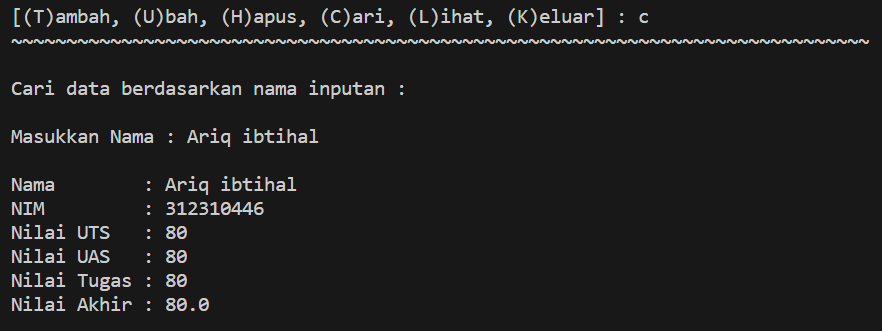 [(T)ambah, (U)bah, (H)apus, (C)ari, (L)ihat, (K)eluar] : c
~~~~~~~~~~~~~~~~~~~~~~~~~~~~~~~~~~~~~~~~~~~~~~~~~~~~~~~~~~~~~~~~~~~~~~~~~~~~~~
Cari data berdasarkan nama inputan :
Masukkan Nama : Ariq ibtihal
Nama        : Ariq ibtihal
NIM         : 312310446
Nilai UTS   : 80
Nilai UAS   : 80
Nilai Tugas : 80
Nilai Akhir : 80.0